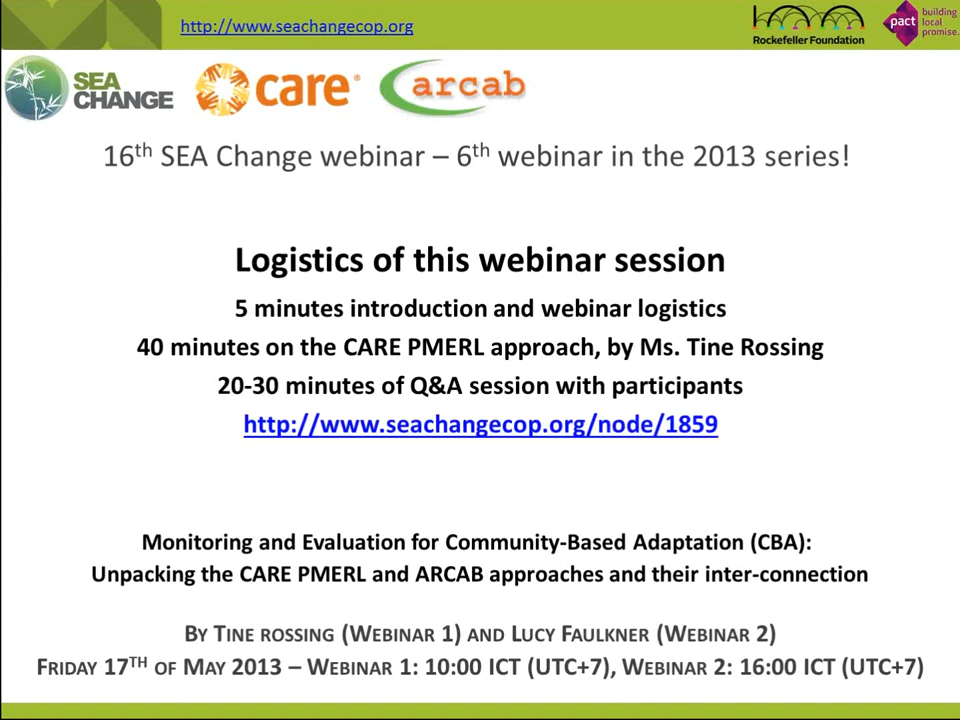 http://www.seachangecop.org
Rockefeller Foundation
pact
building
local
promise.
SEA
CHANGE
care®
arcab
16th SEA Change webinar – 6th webinar in the 2013 series!
Logistics of this webinar session
5 minutes introduction and webinar logistics
40 minutes on the CARE PMERL approach, by Ms. Tine Rossing
20-30 minutes of Q&A session with participants
http://www.seachangecop.org/node/1859
Monitoring and Evaluation for Community-Based Adaptation (CBA):
Unpacking the CARE PMERL and ARCAB approaches and their inter-connection
By Tine rossing (Webinar 1) and Lucy Faulkner (Webinar 2)
Friday 17th of May 2013 – Webinar 1: 10:00 ICT (UTC+7), Webinar 2: 16:00 ICT (UTC+7)